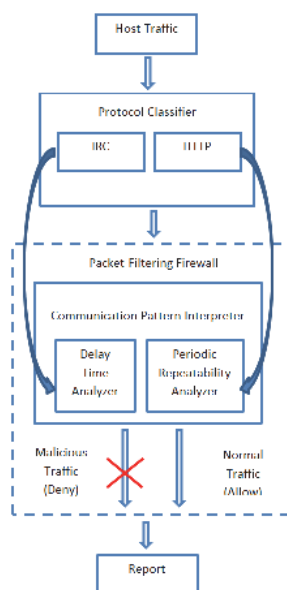 Host Traffic
Protocol Classifier
IRC
HTTP
Packet Filtering Firewall
Communication Pattern Interpreter
Delay
Time
Analyzer
Periodic
Repeatability
Analyzer
Malicious
Traffic
(Deny)
Normal
Traffic
(Allow)
Report